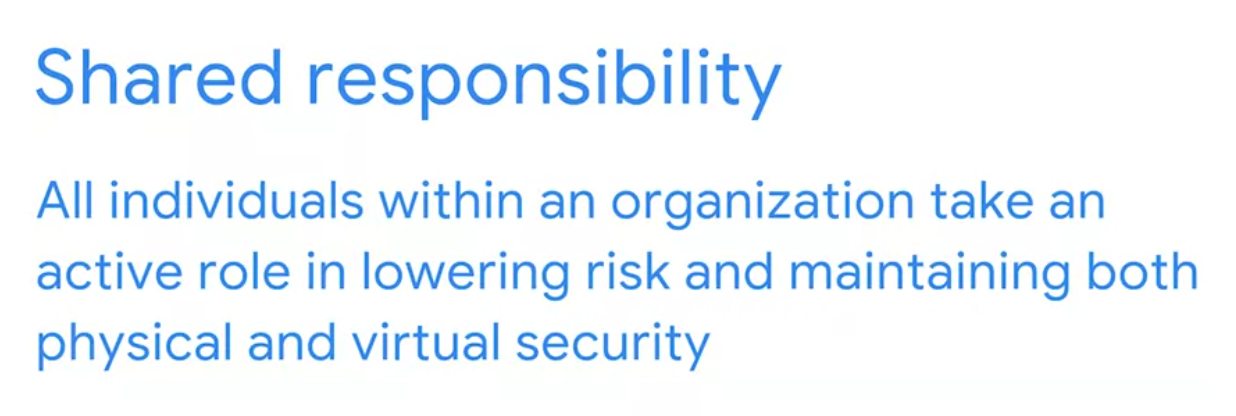 Shared responsibility
All individuals within an organization take an
active role in lowering risk and maintaining both
physical and virtual security